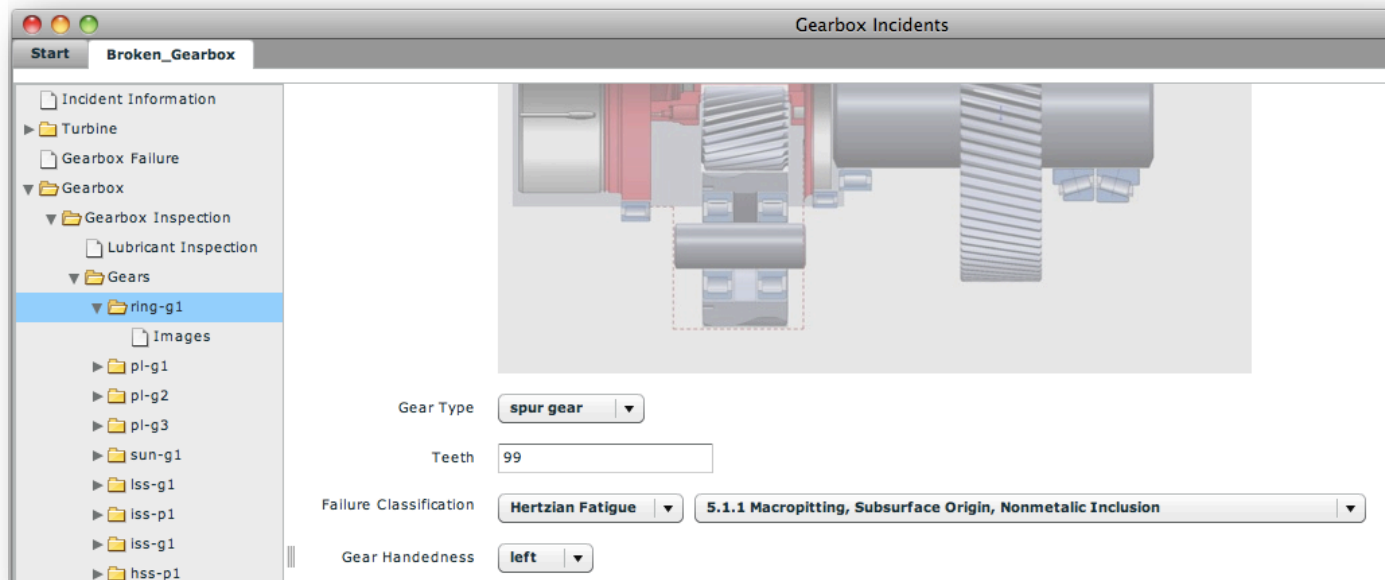 Gearbox Incidents
Start Broken_Gearbox
Incident Information
Turbine
Gearbox Failure
Gearbox
Gearbox Inspection
Lubricant Inspection
Gears
ring-g1
Images
pl-g1
pl-g2
pl-g3
sun-g1
lss-g1
iss-p1
iss-g1
hss-p1
Gear Type spur gear
Teeth 99
Failure Classification Hertzian Fatigue 5.1.1 Macropitting, Subsurface Origin, Nonmetalic Inclusion
Gear Handedness left